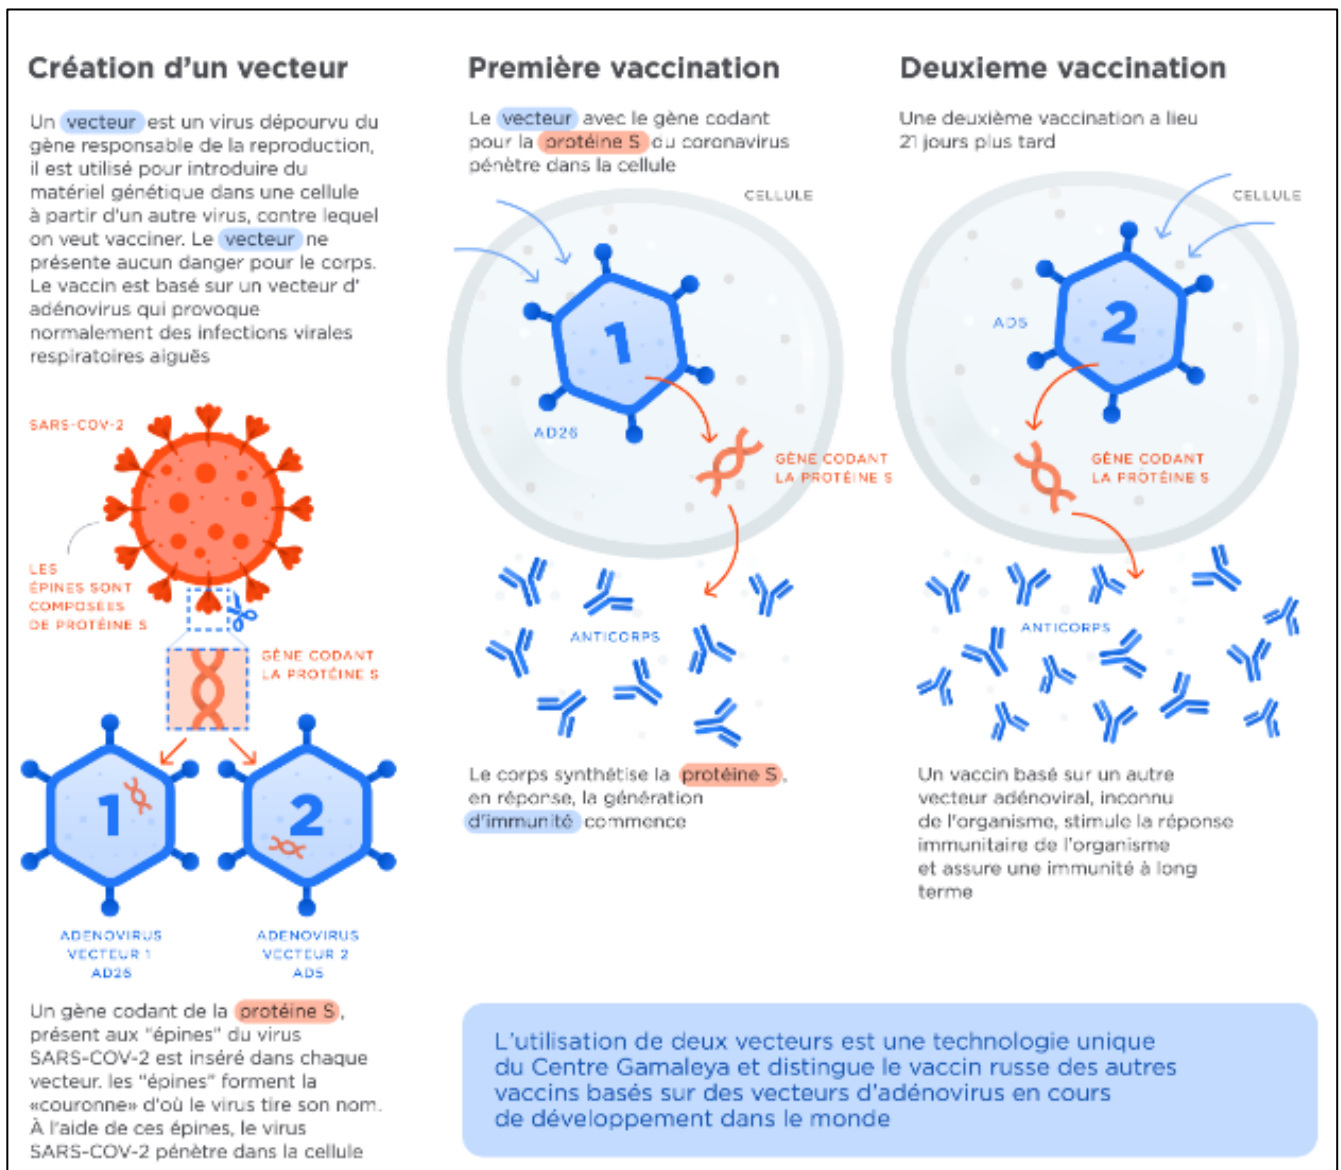 Création d'un vecteur
Un vecteur est un virus dépourvu du
gène responsable de la reproduction,
il est utilisé pour introduire du
matériel génétique dans une cellule
à partir d'un autre virus, contre lequel
on veut vacciner. Le vecteur ne
présente aucun danger pour le corps.
Le vaccin est basé sur un vecteur d'
adénovirus qui provoque
normalement des infections virales
respiratoires aiguës
SARS-COV-2
LES
ÉPINES SONT
COMPOSÉES
DE PROTÉINE S
GÈNE CODANT
LA PROTÉINE S
1
2
ADENOVIRUS
VECTEUR 1
AD26
ADENOVIRUS
VECTEUR 2
AD5
Un gène codant de la protéine S,
présent aux "épines" du virus
SARS-COV-2 est inséré dans chaque
vecteur. les "épines" forment la
«couronne» d'où le virus tire son nom.
À l'aide de ces épines, le virus
SARS-COV-2 pénètre dans la cellule
Première vaccination
Le vecteur avec le gène codant
pour la protéine S du coronavirus
pénètre dans la cellule
CELLULE
1
AD26
GÈNE CODANT
LA PROTÉINE S
ANTICORPS
Le corps synthétise la protéine S,
en réponse, la génération
d'immunité commence
Deuxieme vaccination
Une deuxième vaccination a lieu
21 jours plus tard
CELLULE
AD5
2
GÈNE CODANT
LA PROTÉINE S
ANTICORPS
Un vaccin basé sur un autre
vecteur adénoviral, inconnu
de l'organisme, stimule la réponse
immunitaire de l'organisme
et assure une immunité à long
terme
L'utilisation de deux vecteurs est une technologie unique
du Centre Gamaleya et distingue le vaccin russe des autres
vaccins basés sur des vecteurs d'adénovirus en cours
de développement dans le monde